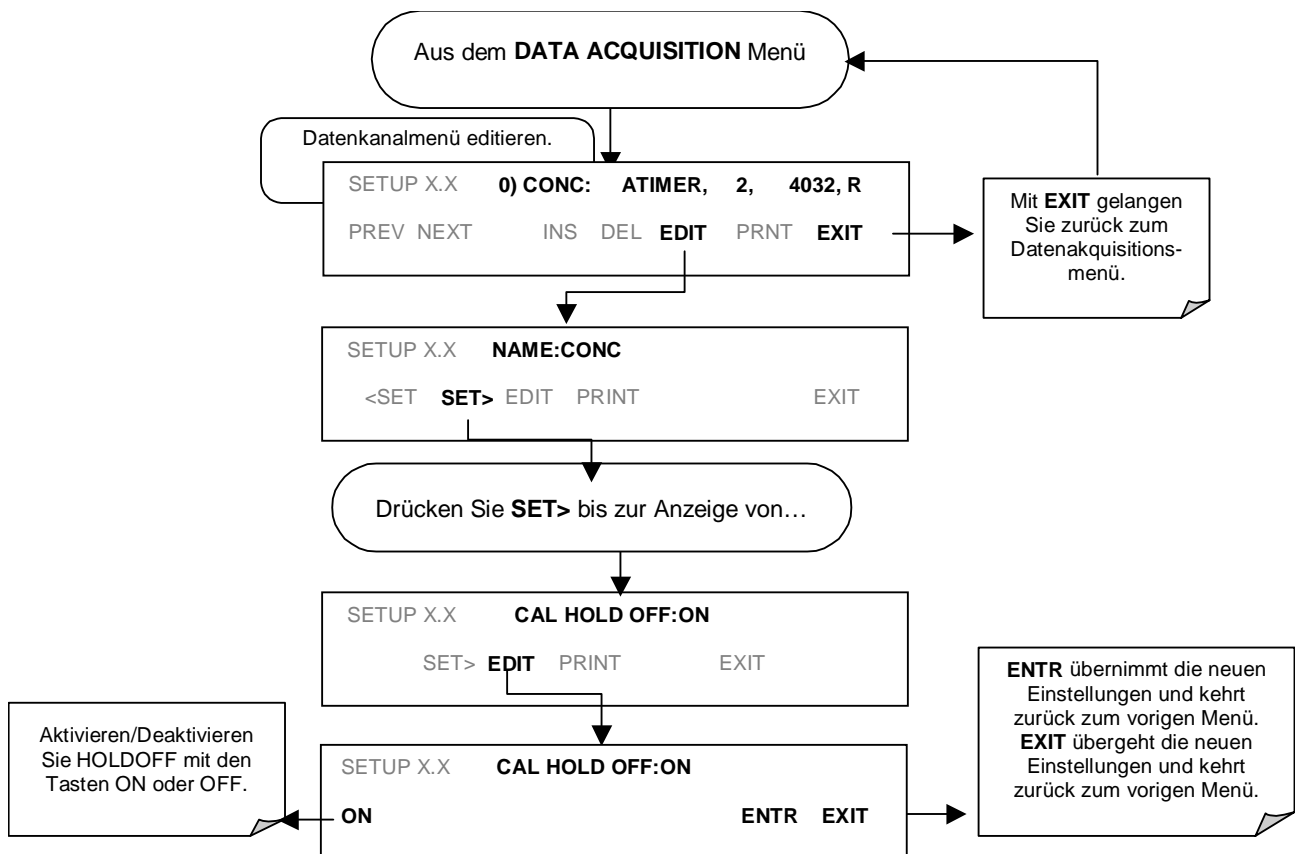 Aus dem DATA ACQUISITION Menü
Datenkanalmenü editieren.
SETUP X.X 0) CONC: ATIMER, 2, 4032, R
PREV NEXT INS DEL EDIT PRNT EXIT
Mit EXIT gelangen
Sie zurück zum
Datenakquisitions-
menü.
SETUP X.X NAME:CONC
<SET SET> EDIT PRINT EXIT
Drücken Sie SET> bis zur Anzeige von…
SETUP X.X CAL HOLD OFF:ON
SET> EDIT PRINT EXIT
Aktivieren/Deaktivieren
Sie HOLDOFF mit den
Tasten ON oder OFF.
SETUP X.X CAL HOLD OFF:ON
ON ENTR EXIT
ENTR übernimmt die neuen
Einstellungen und kehrt
zurück zum vorigen Menü.
EXIT übergeht die neuen
Einstellungen und kehrt
zurück zum vorigen Menü.